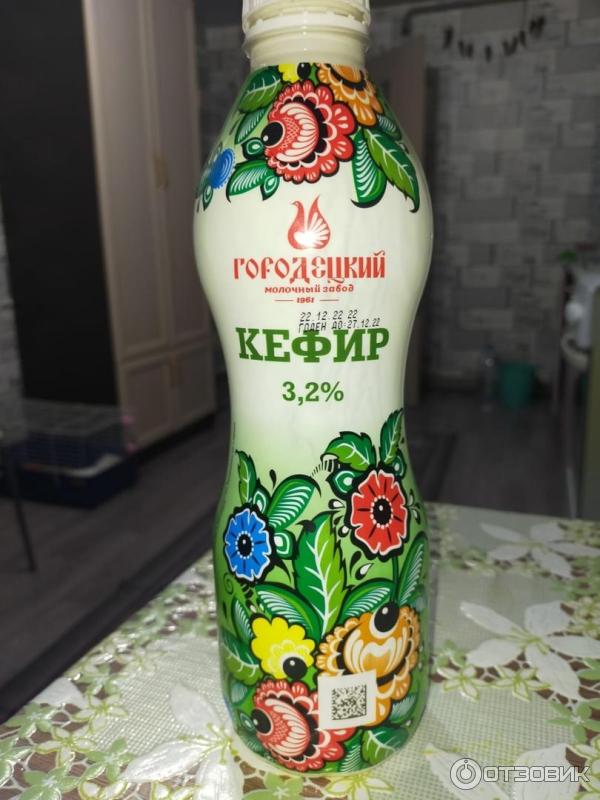 ГОРОДЕЦКИЙ
МОЛОЧНЫЙ ЗАВОД
1961
22.12.22 22
ГОДЕН ДО:27.12.22
КЕФИР
3,2%
ОТЗОВИК